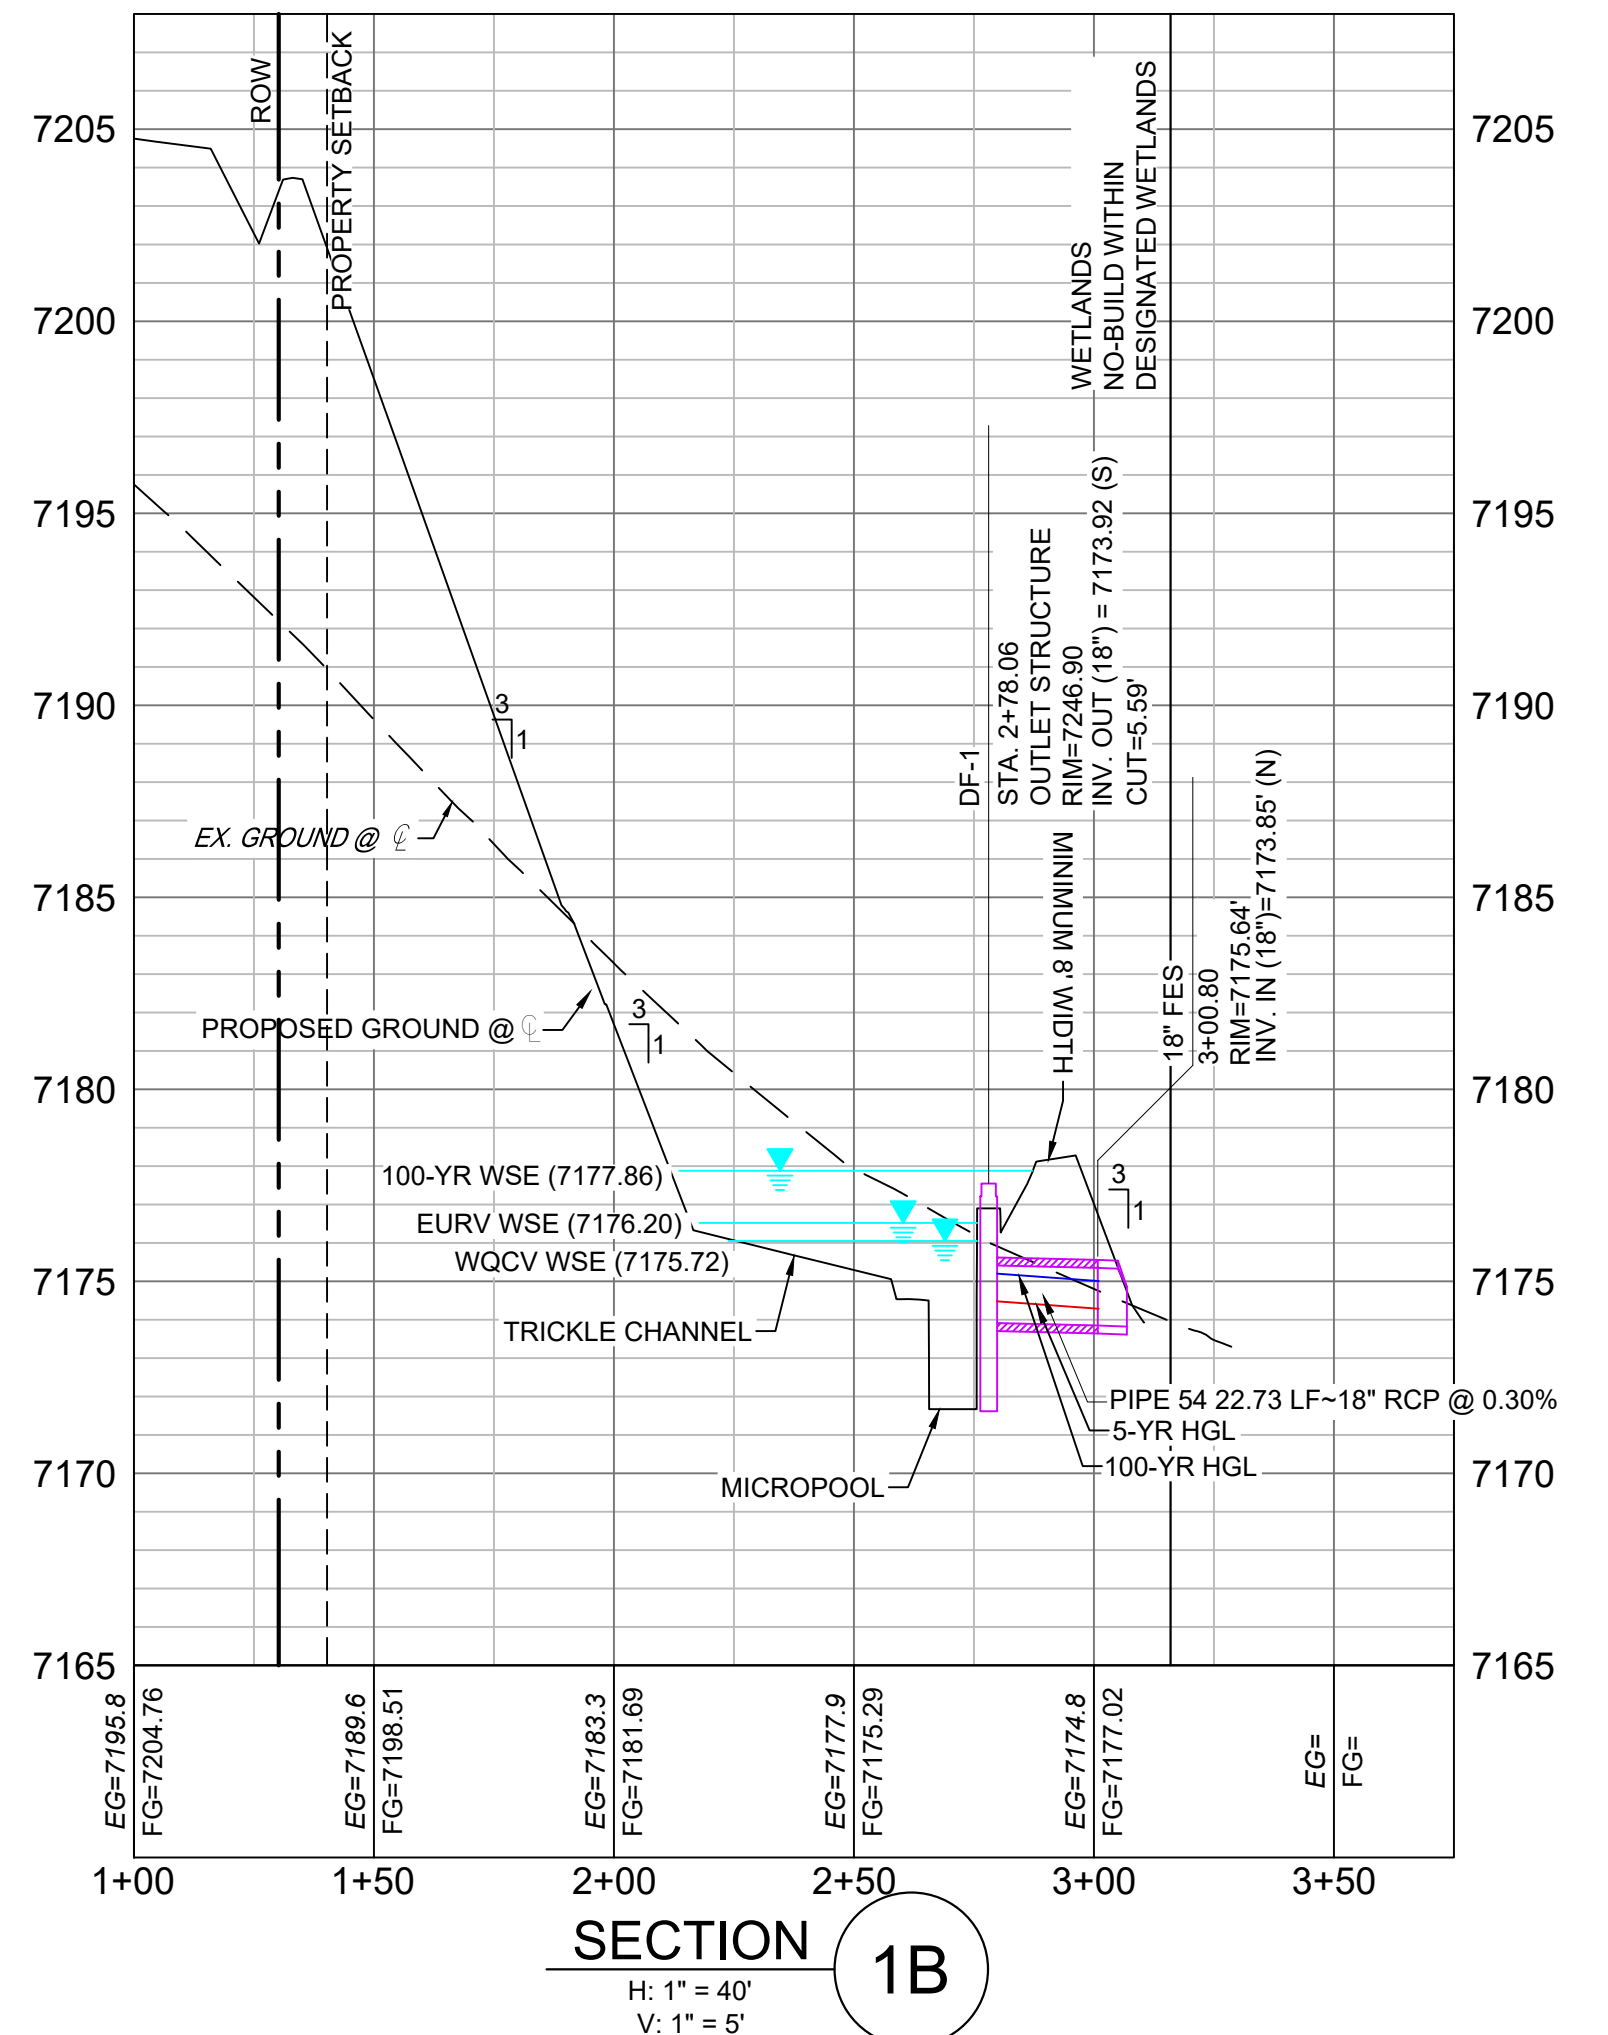 ROW
PROPERTY SETBACK
WETLANDS
NO-BUILD WITHIN
DESIGNATED WETLANDS
7205
7205
7200
7200
7195
7195
7190
7190
7185
7185
7180
7180
7175
7175
7170
7170
7165
7165
DF-1
STA. 2+78.06
OUTLET STRUCTURE
RIM=7246.90
INV. OUT (18") = 7173.92 (S)
CUT=5.59'
3
1
EX. GROUND @ ℄
MINIMUM 8' WIDTH
18" FES
3+00.80
RIM=7175.64'
INV. IN (18")=7173.85' (N)
PROPOSED GROUND @ ℄
3
1
100-YR WSE (7177.86)
EURV WSE (7176.20)
WQCV WSE (7175.72)
3
1
TRICKLE CHANNEL
MICROPOOL
PIPE 54 22.73 LF~18" RCP @ 0.30%
5-YR HGL
100-YR HGL
EG=7195.8
FG=7204.76
EG=7189.6
FG=7198.51
EG=7183.3
FG=7181.69
EG=7177.9
FG=7175.29
EG=7174.8
FG=7177.02
EG=
FG=
1+00
1+50
2+00
2+50
3+00
3+50
SECTION
1B
H: 1" = 40'
V: 1" = 5'